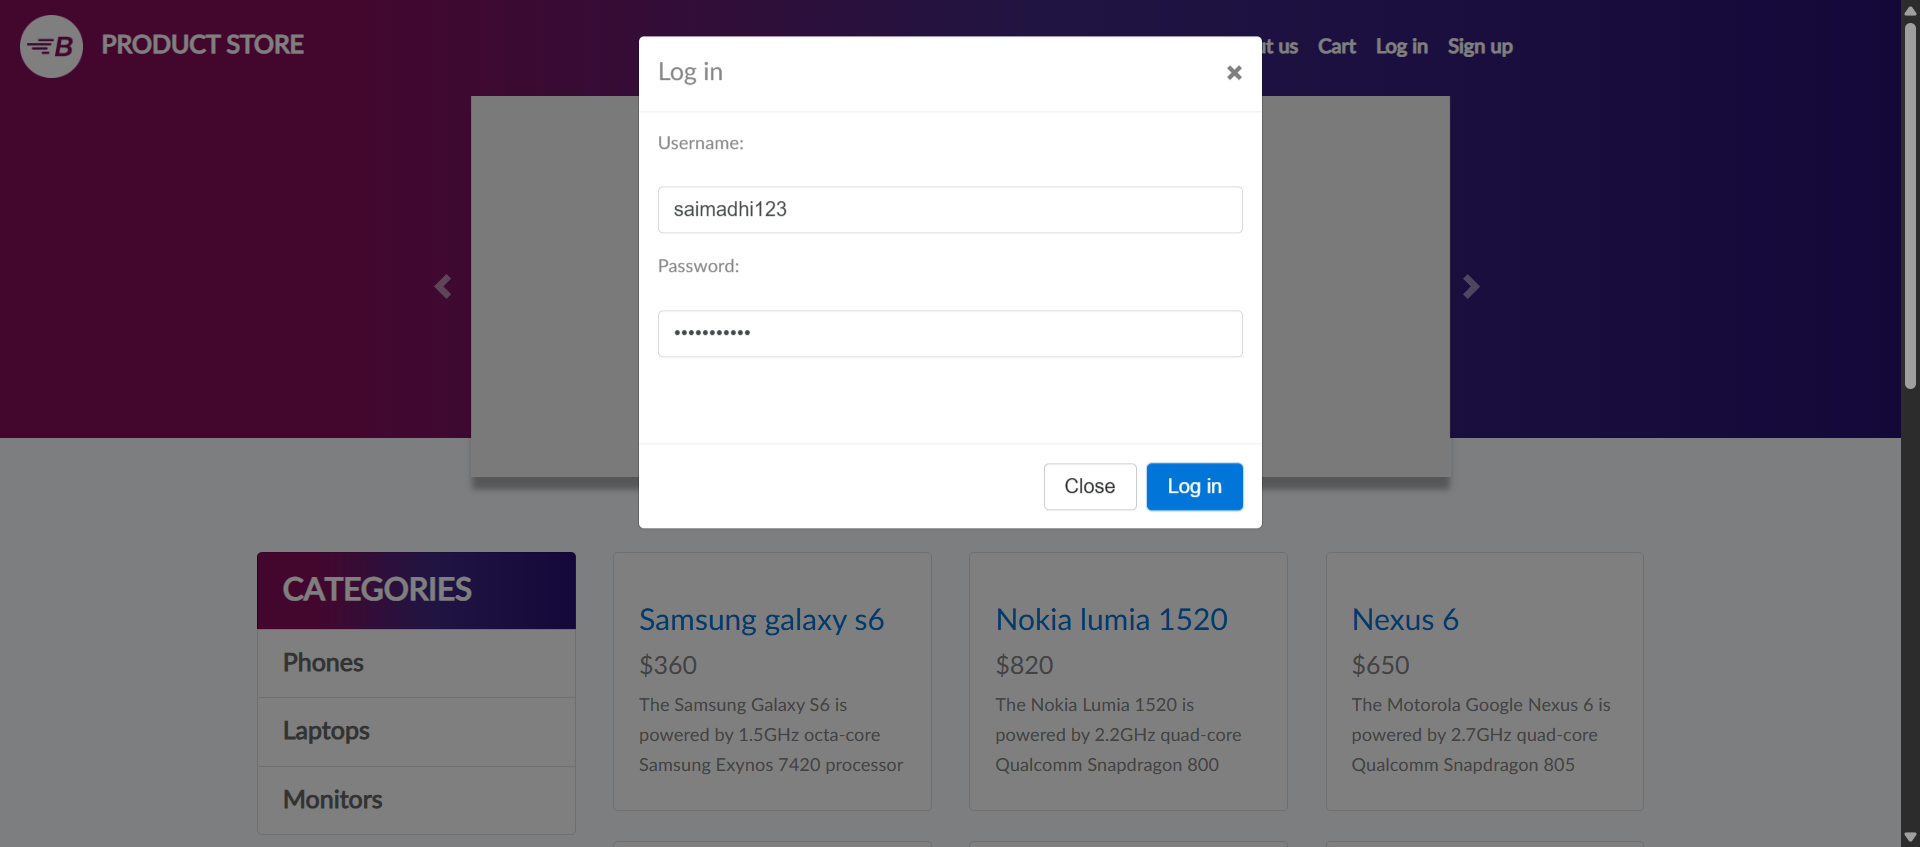 B PRODUCT STORE
ut us Cart Log in Sign up
Log in
Username:
saimadhi123
Password:
•••••••••••
Close Log in
CATEGORIES
Phones
Laptops
Monitors
Samsung galaxy s6
$360
The Samsung Galaxy S6 is
powered by 1.5GHz octa-core
Samsung Exynos 7420 processor
Nokia lumia 1520
$820
The Nokia Lumia 1520 is
powered by 2.2GHz quad-core
Qualcomm Snapdragon 800
Nexus 6
$650
The Motorola Google Nexus 6 is
powered by 2.7GHz quad-core
Qualcomm Snapdragon 805